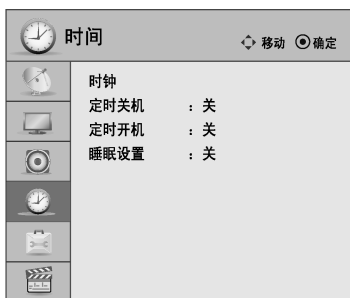 时间
移动 确定
时钟
定时关机 : 关
定时开机 : 关
睡眠设置 : 关